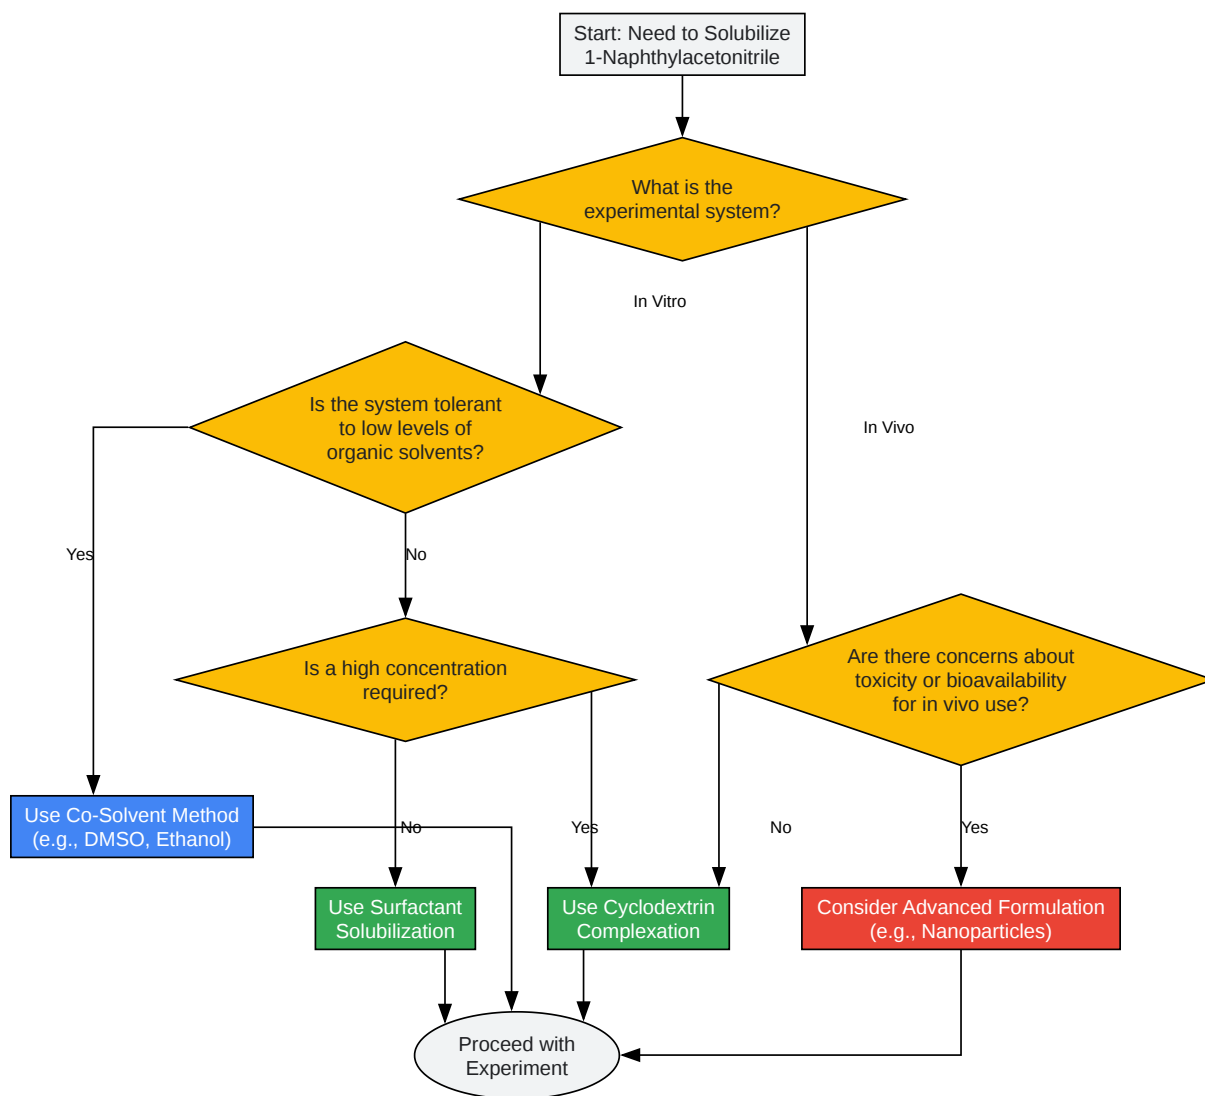 Start: Need to Solubilize
1-Naphthylacetonitrile
What is the
experimental system?
In Vitro
Is the system tolerant
to low levels of
organic solvents?
In Vivo
Yes
No
Is a high concentration
required?
Are there concerns about
toxicity or bioavailability
for in vivo use?
Use Co-Solvent Method
(e.g., DMSO, Ethanol)
No
Yes
No
Yes
Use Surfactant
Solubilization
Use Cyclodextrin
Complexation
Consider Advanced Formulation
(e.g., Nanoparticles)
Proceed with
Experiment